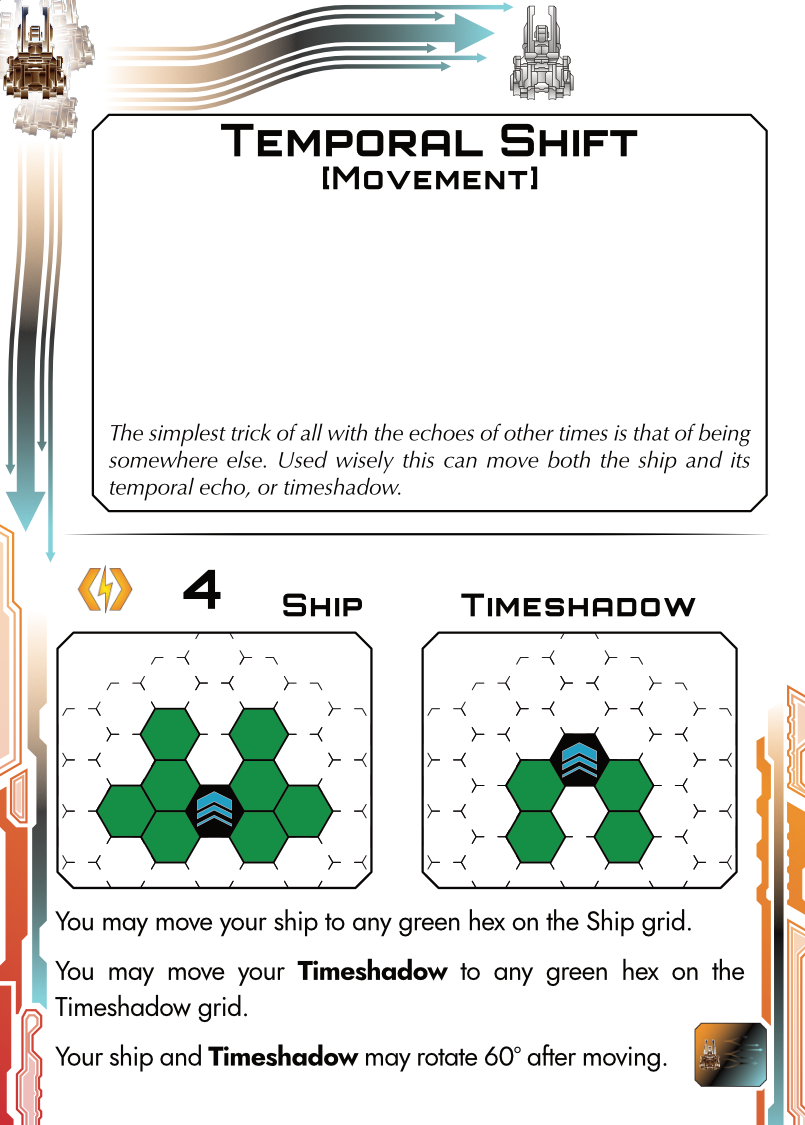 Temporal Shift
[Movement]
The simplest trick of all with the echoes of other times is that of being
somewhere else. Used wisely this can move both the ship and its
temporal echo, or timeshadow.
4
Ship
Timeshadow
You may move your ship to any green hex on the Ship grid.
You may move your Timeshadow to any green hex on the
Timeshadow grid.
Your ship and Timeshadow may rotate 60° after moving.